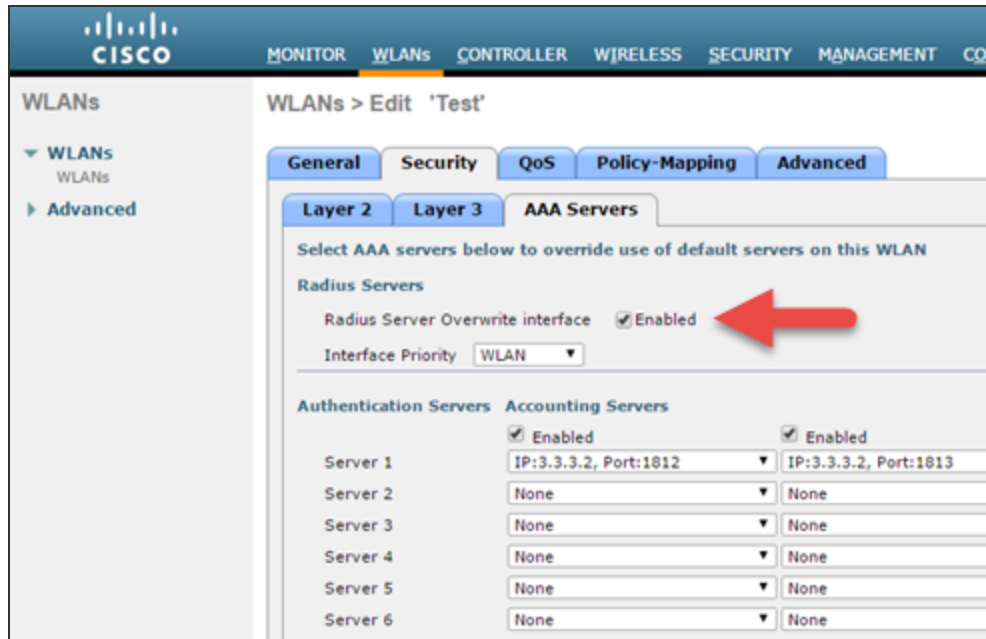 CISCO
MONITOR WLANs CONTROLLER WIRELESS SECURITY MANAGEMENT CO
WLANs
WLANs > Edit 'Test'
WLANs
WLANs
Advanced
General Security QoS Policy-Mapping Advanced
Layer 2 Layer 3 AAA Servers
Select AAA servers below to override use of default servers on this WLAN
Radius Servers
Radius Server Overwrite interface Enabled
Interface Priority WLAN
Authentication Servers Accounting Servers
Enabled Enabled
Server 1 IP:3.3.3.2, Port:1812 IP:3.3.3.2, Port:1813
Server 2 None None
Server 3 None None
Server 4 None None
Server 5 None None
Server 6 None None